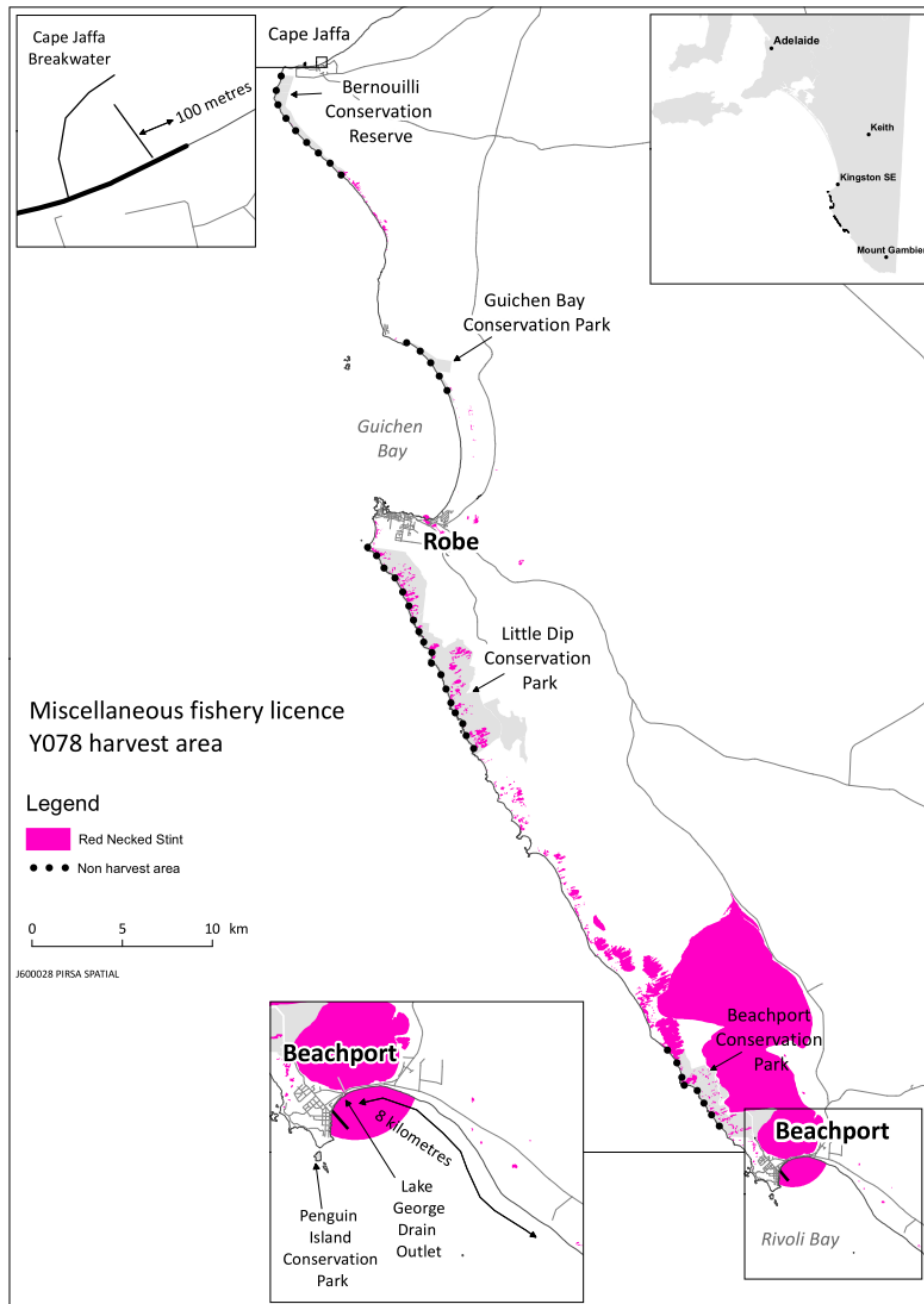 Cape Jaffa
Breakwater
100 metres
Cape Jaffa
Bernouilli
Conservation
Reserve
Adelaide
Keith
Kingston SE
Mount Gambier
Guichen Bay
Conservation Park
Guichen
Bay
Robe
Little Dip
Conservation
Park
Miscellaneous fishery licence
Y078 harvest area
Legend
Red Necked Stint
Non harvest area
0 5 10 km
J600028 PIRSA SPATIAL
Beachport
Conservation
Park
Beachport
Rivoli Bay
Beachport
8 kilometres
Lake
George
Drain
Outlet
Penguin
Island
Conservation
Park